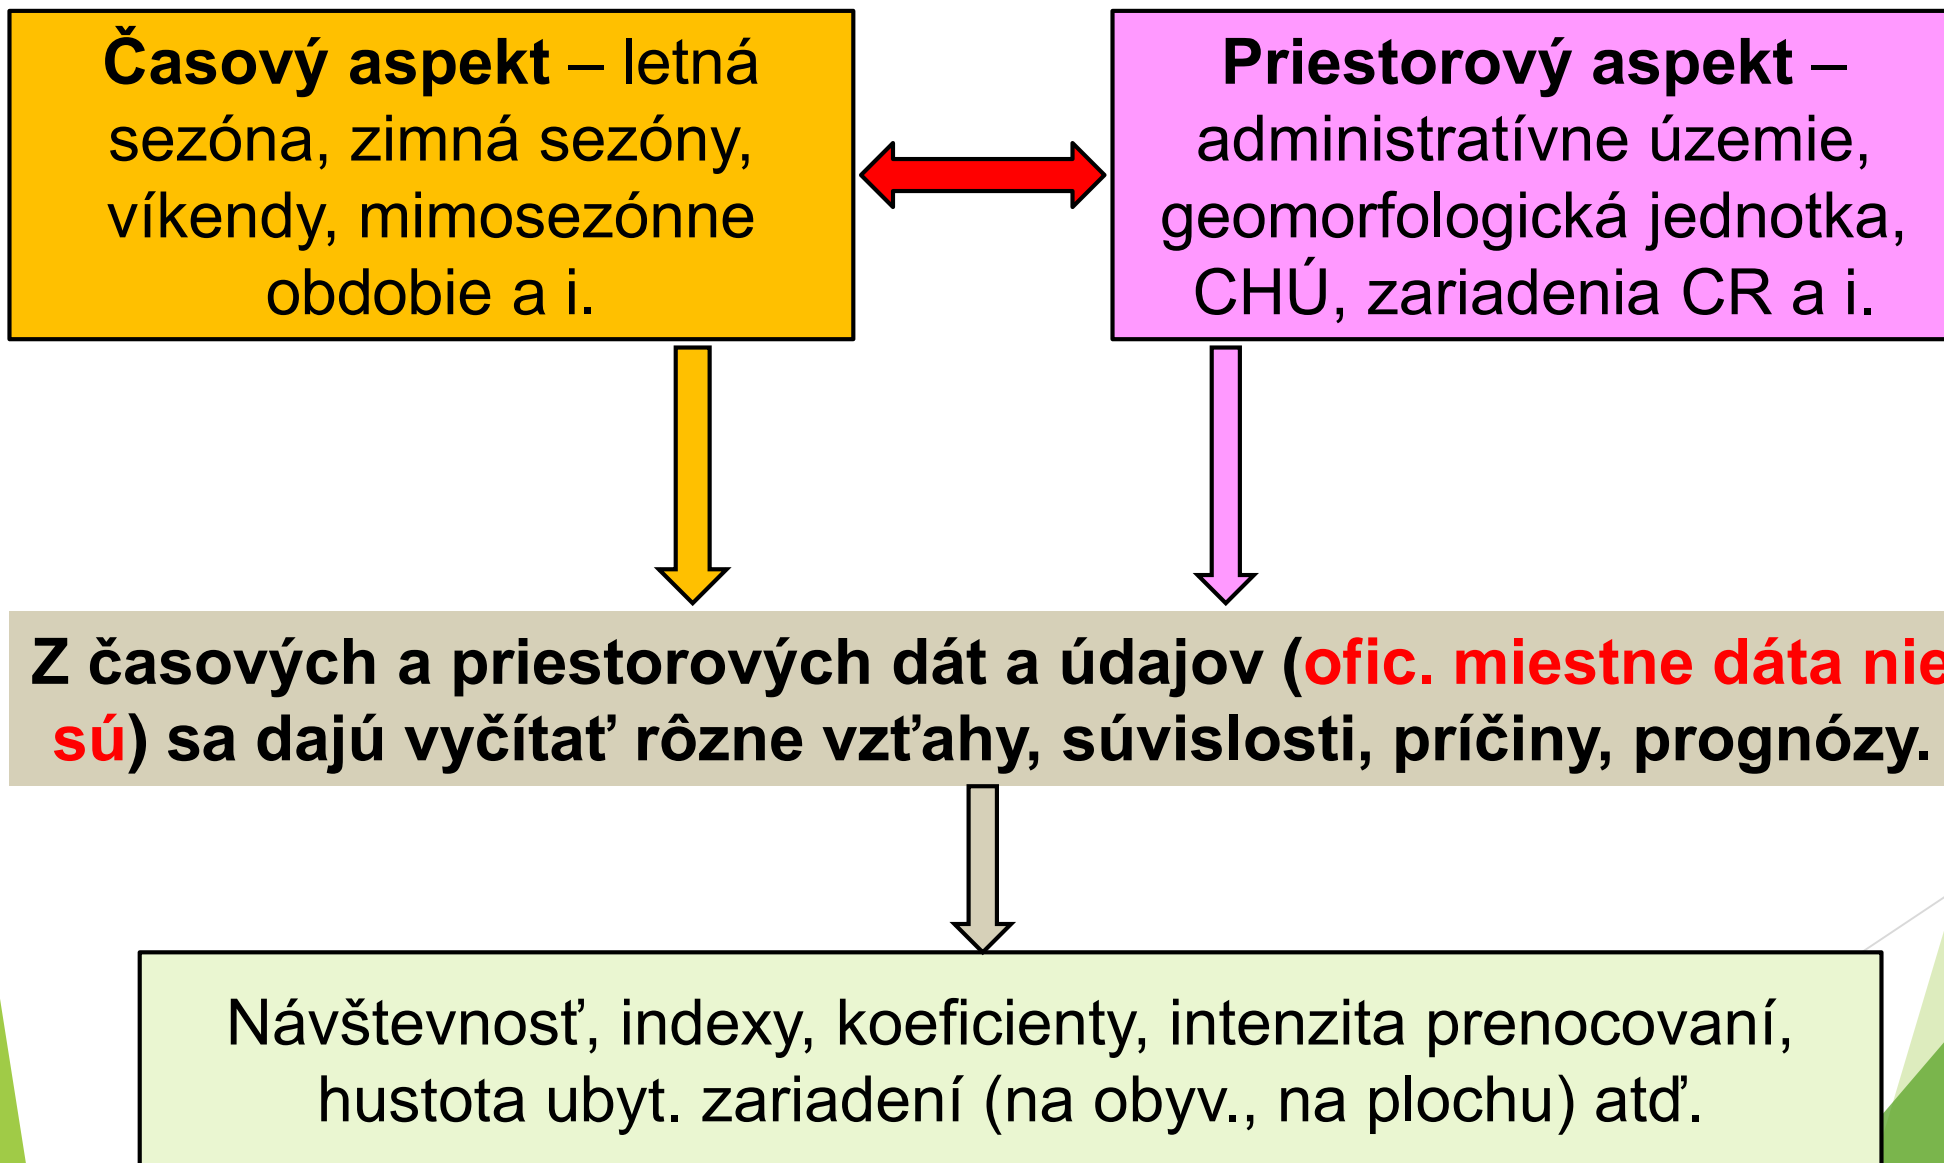 Časový aspekt – letná
sezóna, zimná sezóny,
víkendy, mimosezónne
obdobie a i.
Priestorový aspekt –
administratívne územie,
geomorfologická jednotka,
CHÚ, zariadenia CR a i.
Z časových a priestorových dát a údajov (ofic. miestne dáta nie
sú) sa dajú vyčítať rôzne vzťahy, súvislosti, príčiny, prognózy.
Návštevnosť, indexy, koeficienty, intenzita prenocovaní,
hustota ubyt. zariadení (na obyv., na plochu) atď.